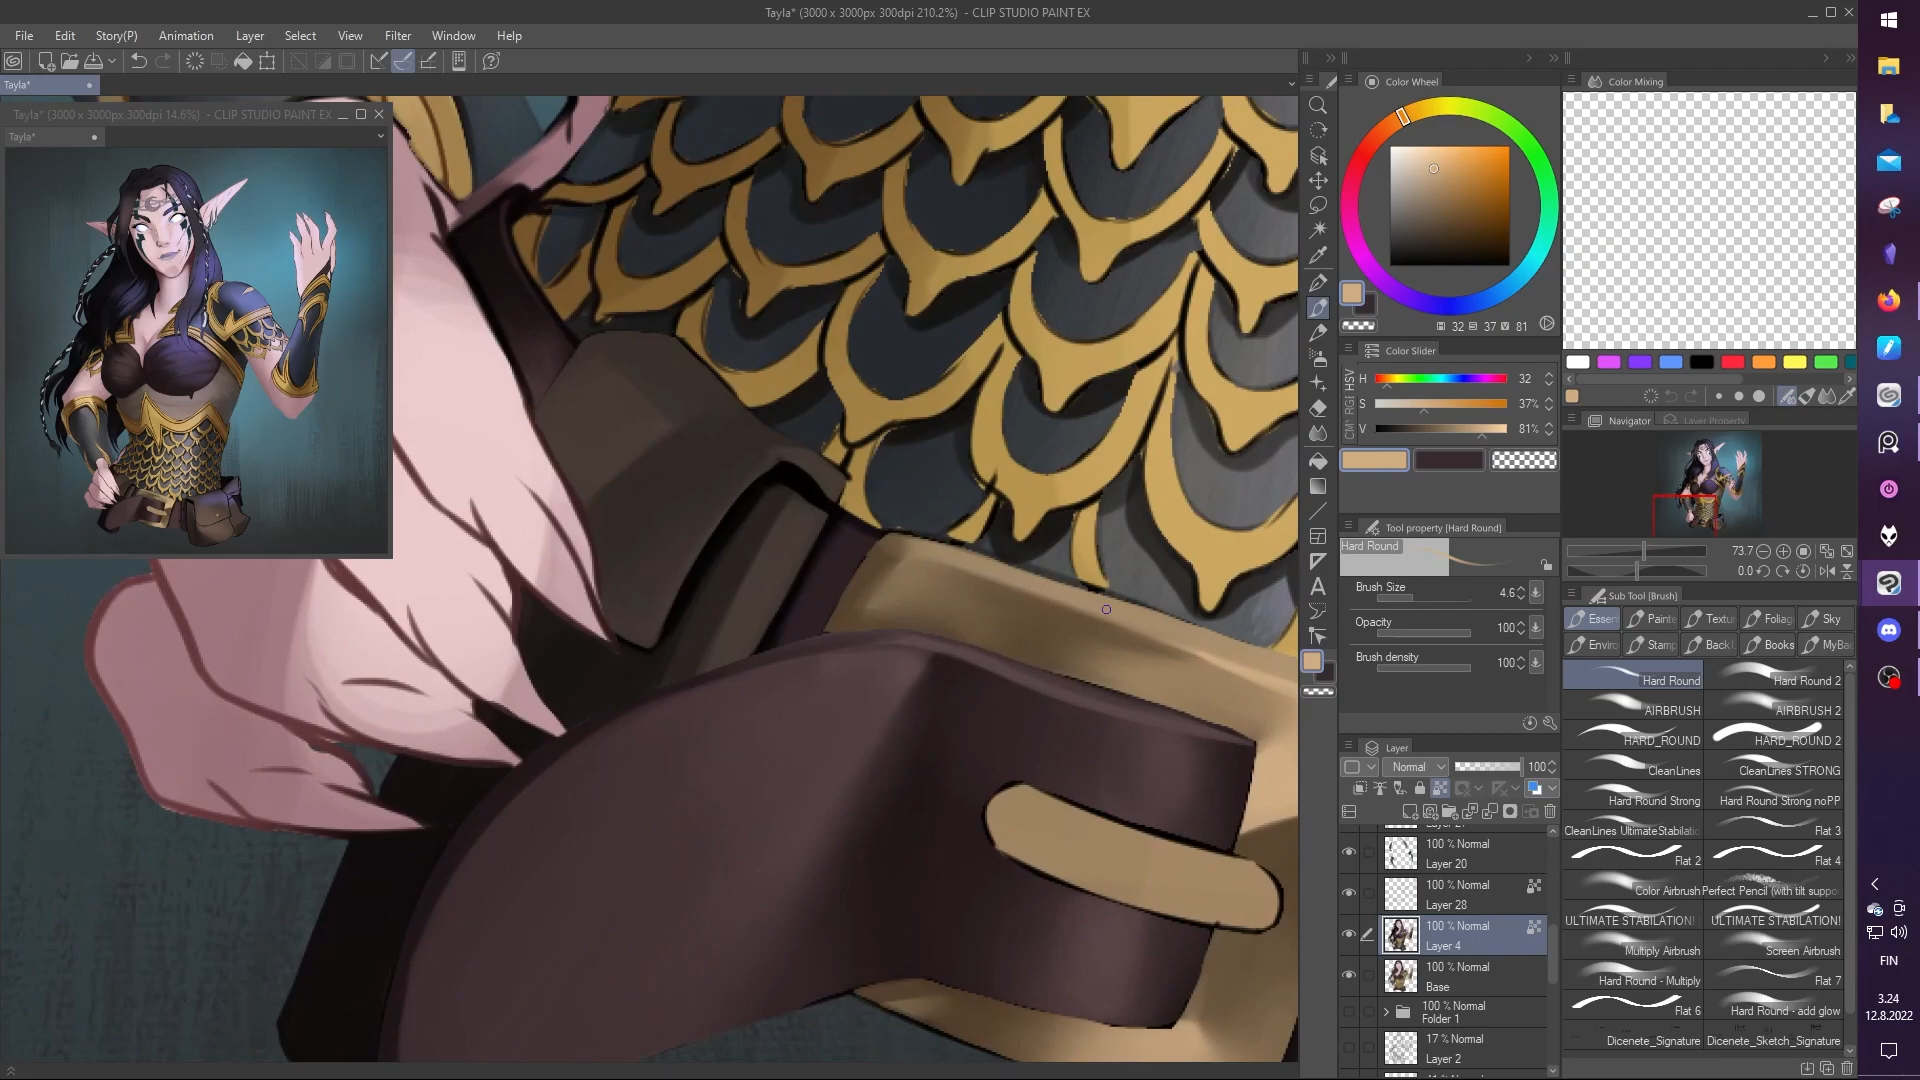 Tayla* (3000 x 3000px 300dpi 210.2%) - CLIP STUDIO PAINT EX
File Edit Story(P) Animation Layer Select View Filter Window Help
Tayla*
Tayla* (3000 x 3000px 300dpi 14.6%) - CLIP STUDIO PAINT EX
Tayla*
Color Wheel
32 37 81
Color Slider
HSV
H 32
S 37%
V 81%
Tool property [Hard Round]
Hard Round
Brush Size 4.6
Opacity 100
Brush density 100
Layer
Normal 100
100 % Normal
Layer 20
100 % Normal
Layer 28
100 % Normal
Layer 4
100 % Normal
Base
100 % Normal
Folder 1
17 % Normal
Layer 2
Color Mixing
Navigator Layer Property
73.7
0.0
Sub Tool [Brush]
Essen Painte Textu Foliag Sky
Enviro Stamp Back Books MyBa
Hard Round Hard Round 2
AIRBRUSH AIRBRUSH 2
HARD_ROUND HARD_ROUND 2
CleanLines CleanLines STRONG
Hard Round Strong Hard Round Strong noPP
CleanLines UltimateStabilatio Flat 3
Flat 2 Flat 4
Color Airbrush Perfect Pencil (with tilt suppo
ULTIMATE STABILATION! ULTIMATE STABILATION!
Multiply Airbrush Screen Airbrush
Hard Round - Multiply Flat 7
Flat 6 Hard Round - add glow
Dicenete_Signature Dicenete_Sketch_Signature
FIN
3.24
12.8.2022